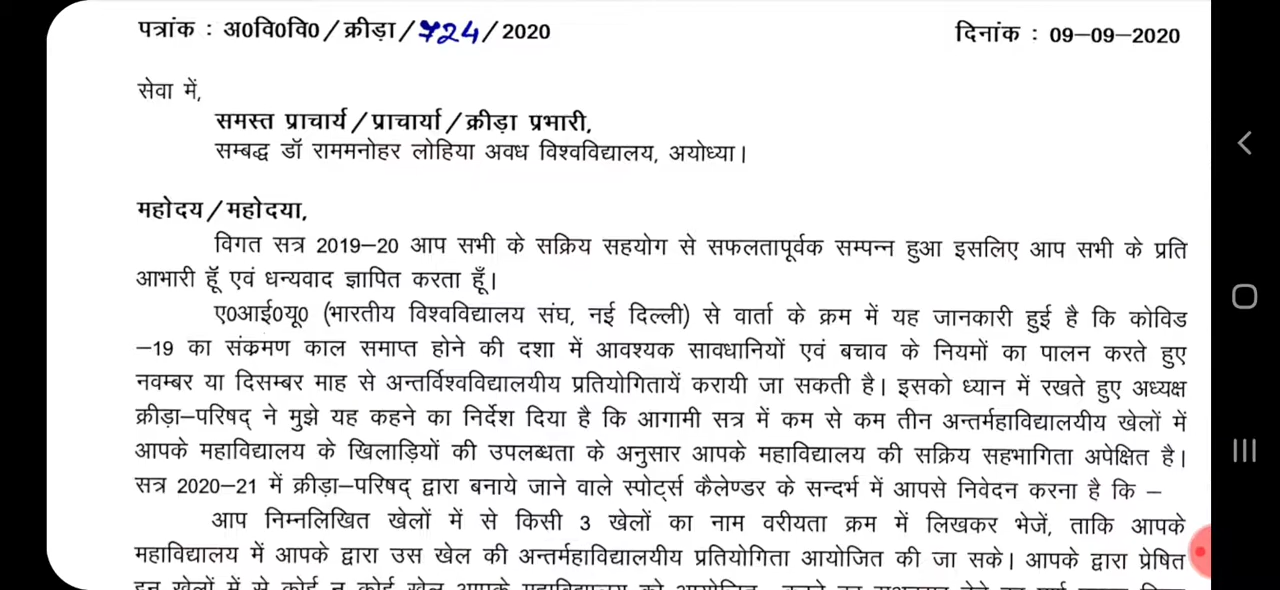 पत्रांक : अ0वि0वि0 / क्रीड़ा / 724 / 2020 दिनांक : 09–09–2020
सेवा में,
समस्त प्राचार्य / प्राचार्या / क्रीड़ा प्रभारी,
सम्बद्ध डॉ राममनोहर लोहिया अवध विश्वविद्यालय, अयोध्या।
महोदय / महोदया,
विगत सत्र 2019–20 आप सभी के सक्रिय सहयोग से सफलतापूर्वक सम्पन्न हुआ इसलिए आप सभी के प्रति
आभारी हूॅं एवं धन्यवाद ज्ञापित करता हूँ।
ए0आई0यू0 (भारतीय विश्वविद्यालय संघ, नई दिल्ली) से वार्ता के क्रम में यह जानकारी हुई है कि कोविड
–19 का संक्रमण काल समाप्त होने की दशा में आवश्यक सावधानियों एवं बचाव के नियमों का पालन करते हुए
नवम्बर या दिसम्बर माह से अन्तर्विश्वविद्यालयीय प्रतियोगितायें करायी जा सकती है। इसको ध्यान में रखते हुए अध्यक्ष
क्रीड़ा–परिषद् ने मुझे यह कहने का निर्देश दिया है कि आगामी सत्र में कम से कम तीन अन्तर्महाविद्यालयीय खेलों में
आपके महाविद्यालय के खिलाड़ियों की उपलब्धता के अनुसार आपके महाविद्यालय की सक्रिय सहभागिता अपेक्षित है।
सत्र 2020–21 में क्रीड़ा–परिषद् द्वारा बनाये जाने वाले स्पोर्ट्स कैलेण्डर के सन्दर्भ में आपसे निवेदन करना है कि –
आप निम्नलिखित खेलों में से किसी 3 खेलों का नाम वरीयता क्रम में लिखकर भेजें, ताकि आपके
महाविद्यालय में आपके द्वारा उस खेल की अन्तर्महाविद्यालयीय प्रतियोगिता आयोजित की जा सके। आपके द्वारा प्रेषित
इन खेलों में से कोई न कोई खेल आपके महाविद्यालय को आयोजित